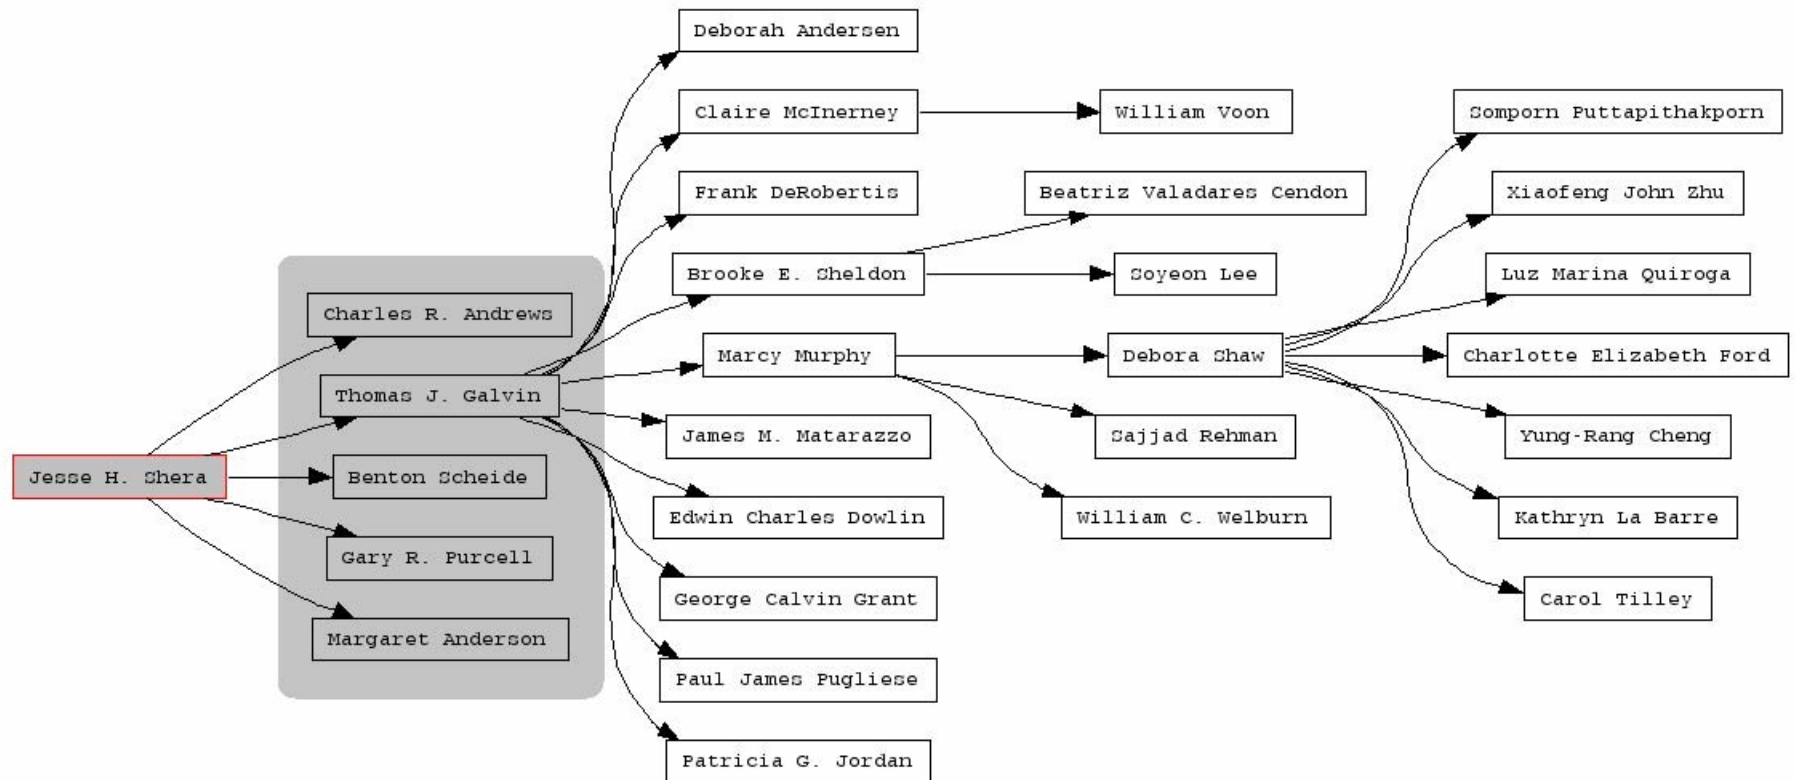 Jesse H. Shera
Charles R. Andrews
Thomas J. Galvin
Benton Scheide
Gary R. Purcell
Margaret Anderson
Deborah Andersen
Claire McInerney
Frank DeRobertis
Brooke E. Sheldon
Marcy Murphy
James M. Matarazzo
Edwin Charles Dowlin
George Calvin Grant
Paul James Pugliese
Patricia G. Jordan
William Voon
Beatriz Valadares Cendon
Soyeon Lee
Debora Shaw
Sajjad Rehman
William C. Welburn
Somporn Puttapithakporn
Xiaofeng John Zhu
Luz Marina Quiroga
Charlotte Elizabeth Ford
Yung-Rang Cheng
Kathryn La Barre
Carol Tilley